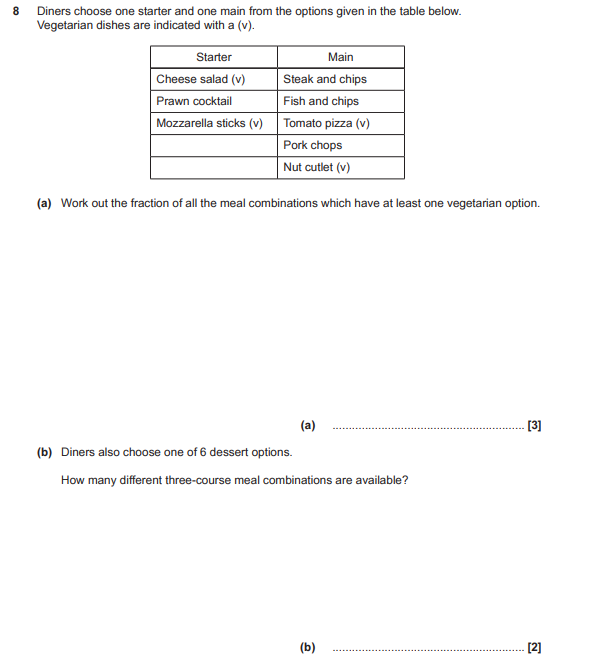 8 Diners choose one starter and one main from the options given in the table below.
Vegetarian dishes are indicated with a (v).
Starter Main
Cheese salad (v) Steak and chips
Prawn cocktail Fish and chips
Mozzarella sticks (v) Tomato pizza (v)
Pork chops
Nut cutlet (v)
(a) Work out the fraction of all the meal combinations which have at least one vegetarian option.
(a) ............................................................ [3]
(b) Diners also choose one of 6 dessert options.
How many different three-course meal combinations are available?
(b) ............................................................ [2]